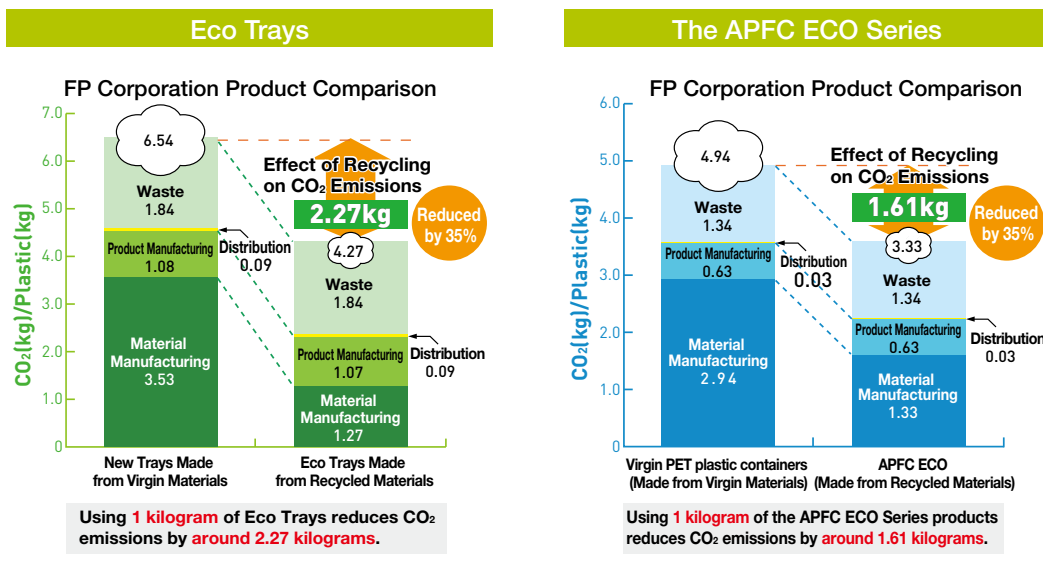 Eco Trays
FP Corporation Product Comparison
CO₂(kg)/Plastic(kg)
7.0
6.0
5.0
4.0
3.0
2.0
1.0
0
6.54
Waste
1.84
Product Manufacturing
1.08
Distribution
0.09
Material
Manufacturing
3.53
Effect of Recycling
on CO₂ Emissions
2.27kg
Reduced
by 35%
4.27
Waste
1.84
Product Manufacturing
1.07
Distribution
0.09
Material
Manufacturing
1.27
New Trays Made
from Virgin Materials
Eco Trays Made
from Recycled Materials
Using 1 kilogram of Eco Trays reduces CO₂
emissions by around 2.27 kilograms.
The APFC ECO Series
FP Corporation Product Comparison
CO₂(kg)/Plastic(kg)
6.0
5.0
4.0
3.0
2.0
1.0
0
4.94
Waste
1.34
Product Manufacturing
0.63
Distribution
0.03
Material
Manufacturing
2.94
Effect of Recycling
on CO₂ Emissions
1.61kg
Reduced
by 35%
3.33
Waste
1.34
Product Manufacturing
0.63
Distribution
0.03
Material
Manufacturing
1.33
Virgin PET plastic containers
(Made from Virgin Materials)
APFC ECO
(Made from Recycled Materials)
Using 1 kilogram of the APFC ECO Series products
reduces CO₂ emissions by around 1.61 kilograms.